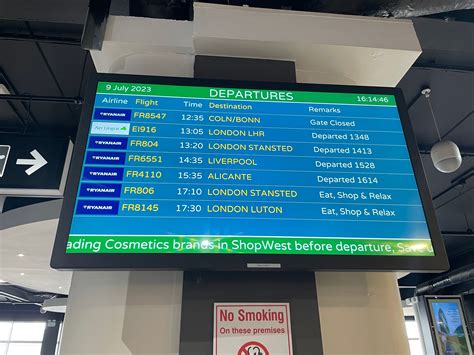 9 July 2023 DEPARTURES 16:14:46
Airline Flight Time Destination Remarks
RYANAIR FR8547 12:35 COLN/BONN Gate Closed
Aer Lingus EI916 13:05 LONDON LHR Departed 1348
RYANAIR FR804 13:20 LONDON STANSTED Departed 1413
RYANAIR FR6551 14:35 LIVERPOOL Departed 1528
RYANAIR FR4110 15:35 ALICANTE Departed 1614
RYANAIR FR806 17:10 LONDON STANSTED Eat, Shop & Relax
RYANAIR FR8145 17:30 LONDON LUTON Eat, Shop & Relax
ading Cosmetics brands in ShopWest before departure, Save u
No Smoking
On these premises